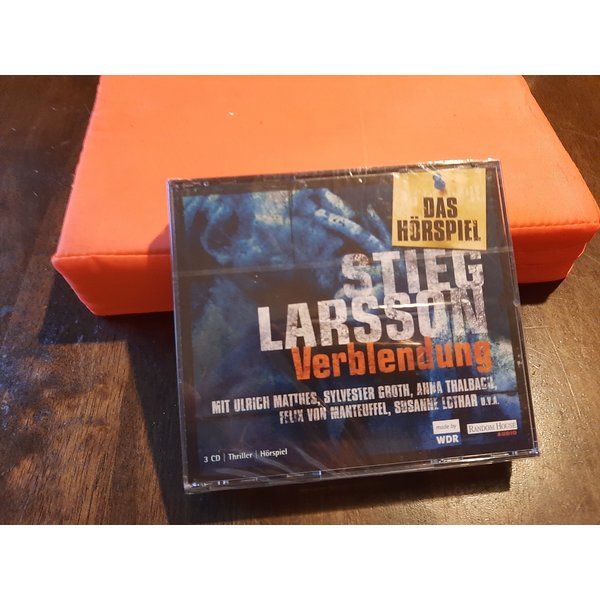 DAS
HÖRSPIEL
STIEG
LARSSON
Verblendung
MIT ULRICH MATTHES, SYLVESTER GROTH, ANNA THALBACH,
FELIX VON MANTEUFFEL, SUSANNE LOTHAR U.V.A.
3 CD | Thriller | Hörspiel
made by
WDR
RANDOM HOUSE
AUDIO